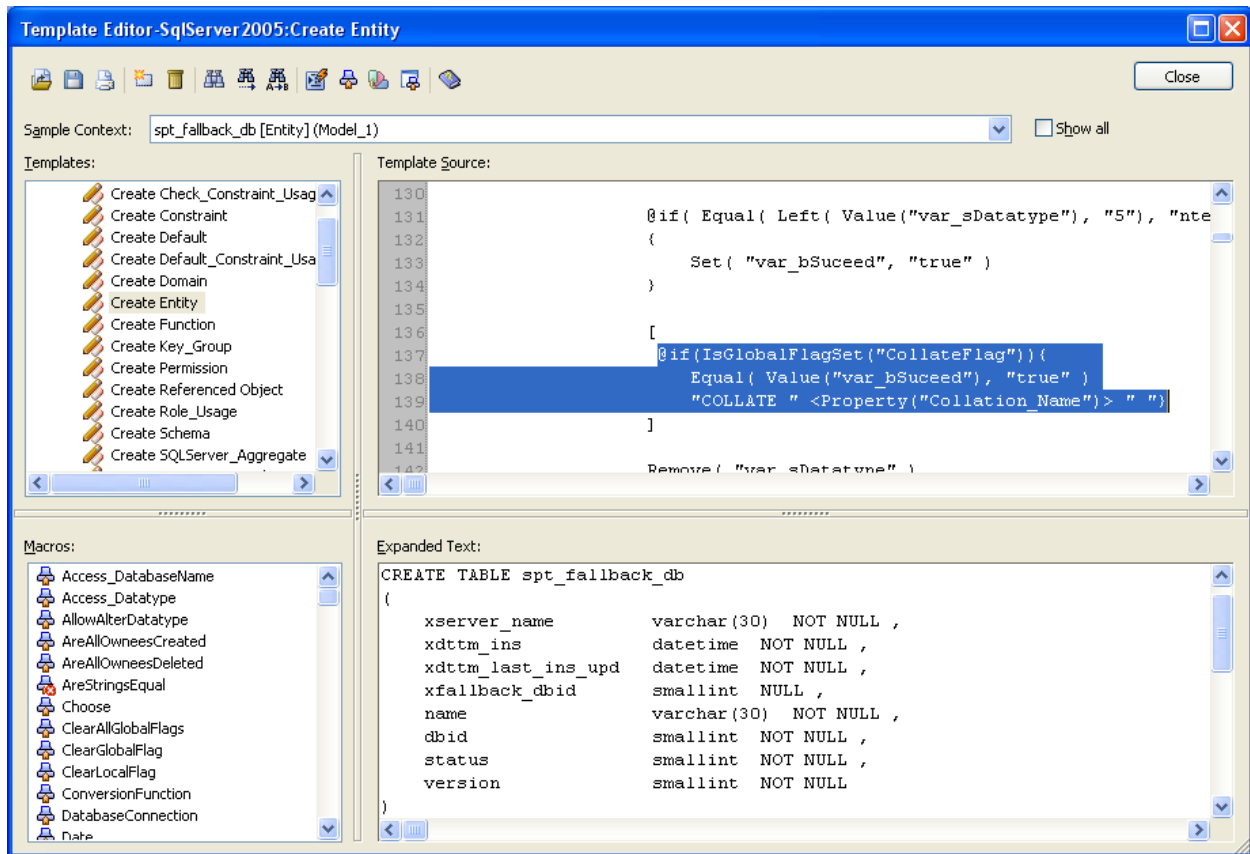 Template Editor-SqlServer2005:Create Entity
A→B
Close
Sample Context: spt_fallback_db [Entity] (Model_1) Show all
Templates:
Create Check_Constraint_Usag
Create Constraint
Create Default
Create Default_Constraint_Usa
Create Domain
Create Entity
Create Function
Create Key_Group
Create Permission
Create Referenced Object
Create Role_Usage
Create Schema
Create SQLServer_Aggregate
Template Source:
130
131 @if( Equal( Left( Value("var_sDatatype"), "5"), "nte
132 {
133 Set( "var_bSuceed", "true" )
134 }
135
136 [
137 @if(IsGlobalFlagSet("CollateFlag")){
138 Equal( Value("var_bSuceed"), "true" )
139 "COLLATE " <Property("Collation_Name")> " "}
140 ]
141
142 Remove( "var_sDatatype" )
Macros:
Access_DatabaseName
Access_Datatype
AllowAlterDatatype
AreAllOwneesCreated
AreAllOwneesDeleted
AreStringsEqual
Choose
ClearAllGlobalFlags
ClearGlobalFlag
ClearLocalFlag
ConversionFunction
DatabaseConnection
Date
Expanded Text:
CREATE TABLE spt_fallback_db
(
xserver_name varchar(30) NOT NULL ,
xdttm_ins datetime NOT NULL ,
xdttm_last_ins_upd datetime NOT NULL ,
xfallback_dbid smallint NULL ,
name varchar(30) NOT NULL ,
dbid smallint NOT NULL ,
status smallint NOT NULL ,
version smallint NOT NULL
)